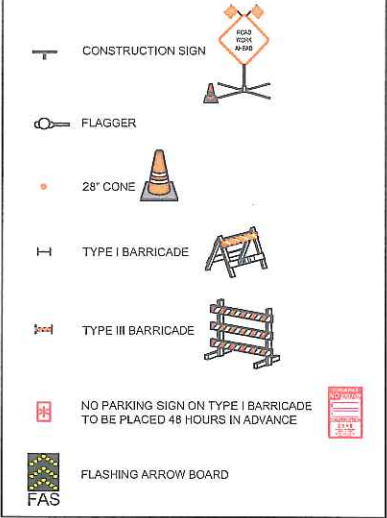 ROAD
WORK
AHEAD
CONSTRUCTION SIGN
FLAGGER
28" CONE
TYPE I BARRICADE
TYPE III BARRICADE
NO PARKING SIGN ON TYPE I BARRICADE
TO BE PLACED 48 HOURS IN ADVANCE
FLASHING ARROW BOARD
FAS